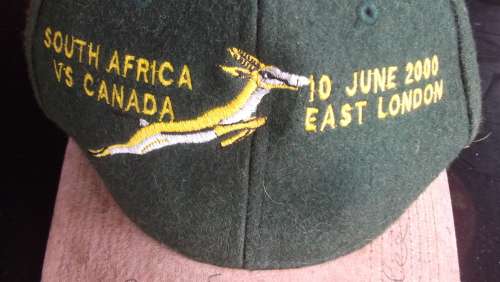 SOUTH AFRICA
VS CANADA
10 JUNE 2000
EAST LONDON